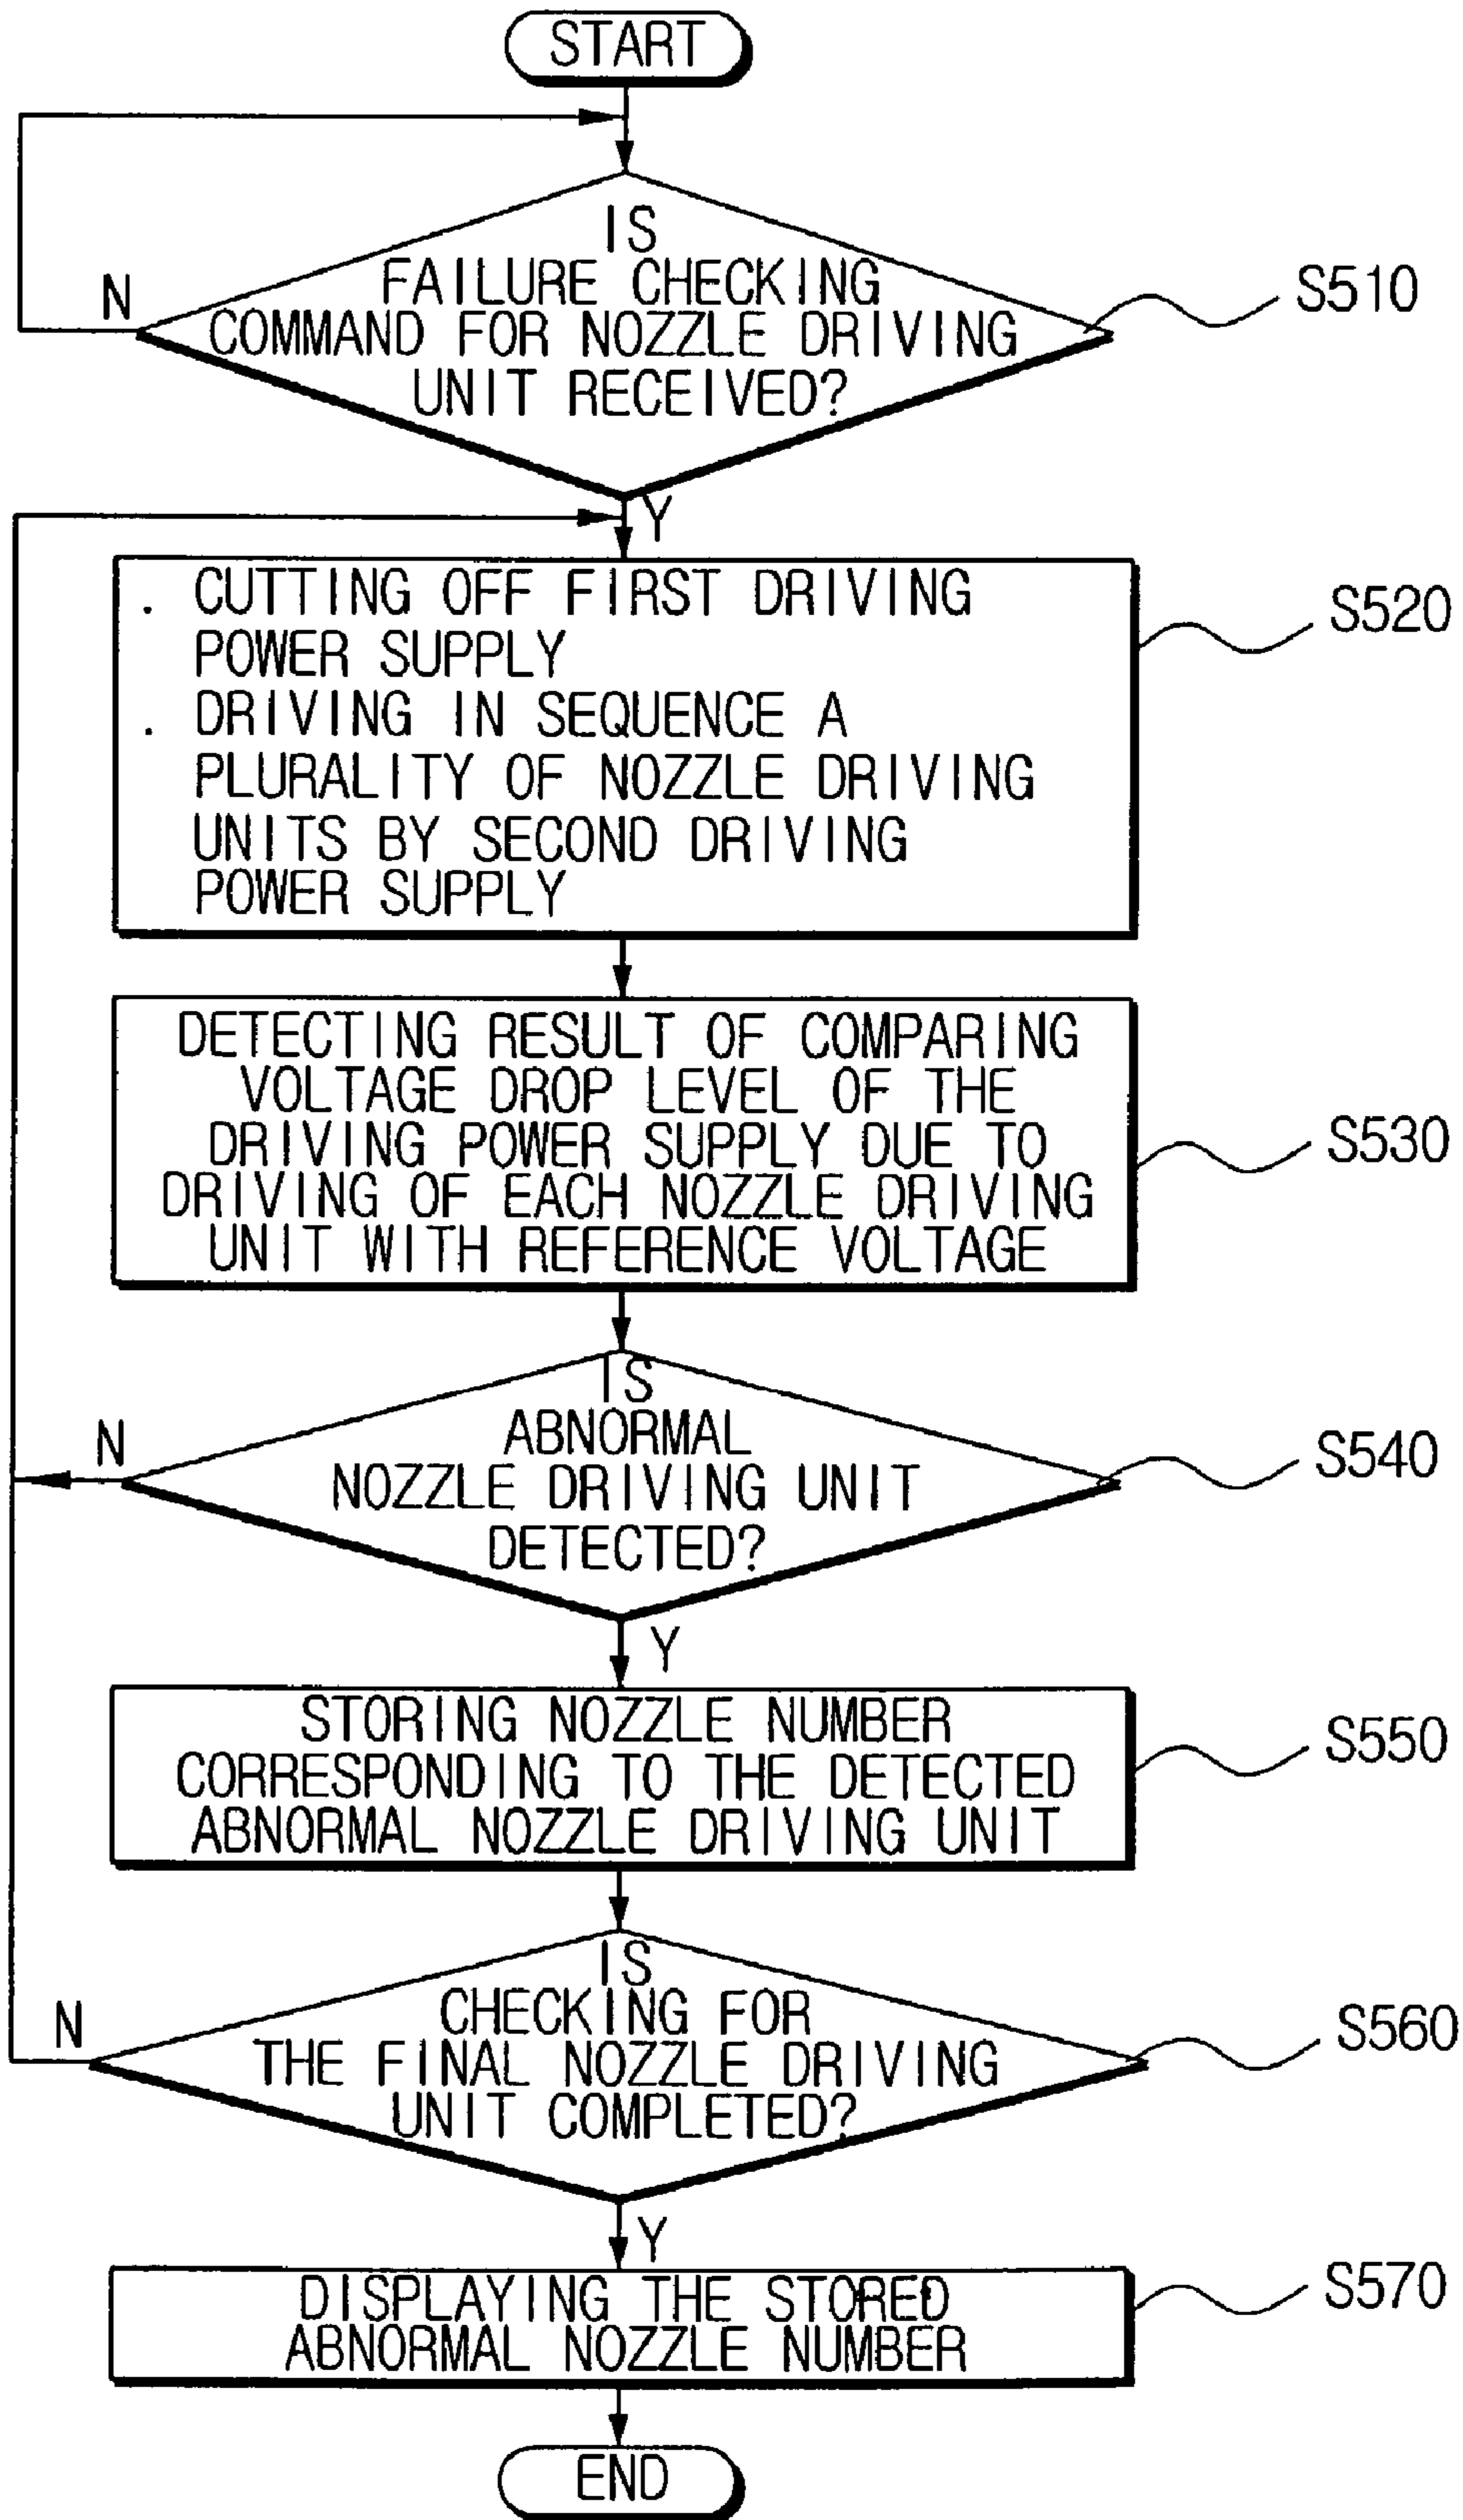 START
IS
FAILURE CHECKING
COMMAND FOR NOZZLE DRIVING
UNIT RECEIVED?
N
S510
Y
. CUTTING OFF FIRST DRIVING
POWER SUPPLY
. DRIVING IN SEQUENCE A
PLURALITY OF NOZZLE DRIVING
UNITS BY SECOND DRIVING
POWER SUPPLY
S520
DETECTING RESULT OF COMPARING
VOLTAGE DROP LEVEL OF THE
DRIVING POWER SUPPLY DUE TO
DRIVING OF EACH NOZZLE DRIVING
UNIT WITH REFERENCE VOLTAGE
S530
IS
ABNORMAL
NOZZLE DRIVING UNIT
DETECTED?
N
S540
Y
STORING NOZZLE NUMBER
CORRESPONDING TO THE DETECTED
ABNORMAL NOZZLE DRIVING UNIT
S550
IS
CHECKING FOR
THE FINAL NOZZLE DRIVING
UNIT COMPLETED?
N
S560
Y
DISPLAYING THE STORED
ABNORMAL NOZZLE NUMBER
S570
END